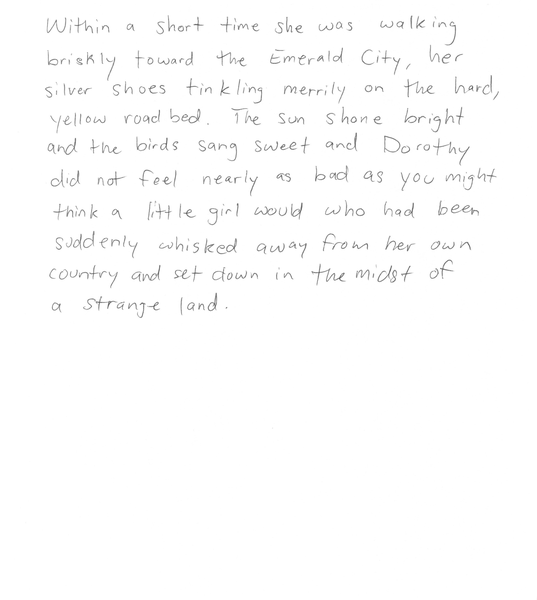 Within a short time she was walking
briskly toward the Emerald City, her
silver shoes tinkling merrily on the hard,
yellow road bed. The sun shone bright
and the birds sang sweet and Dorothy
did not feel nearly as bad as you might
think a little girl would who had been
suddenly whisked away from her own
country and set down in the midst of
a strange land.